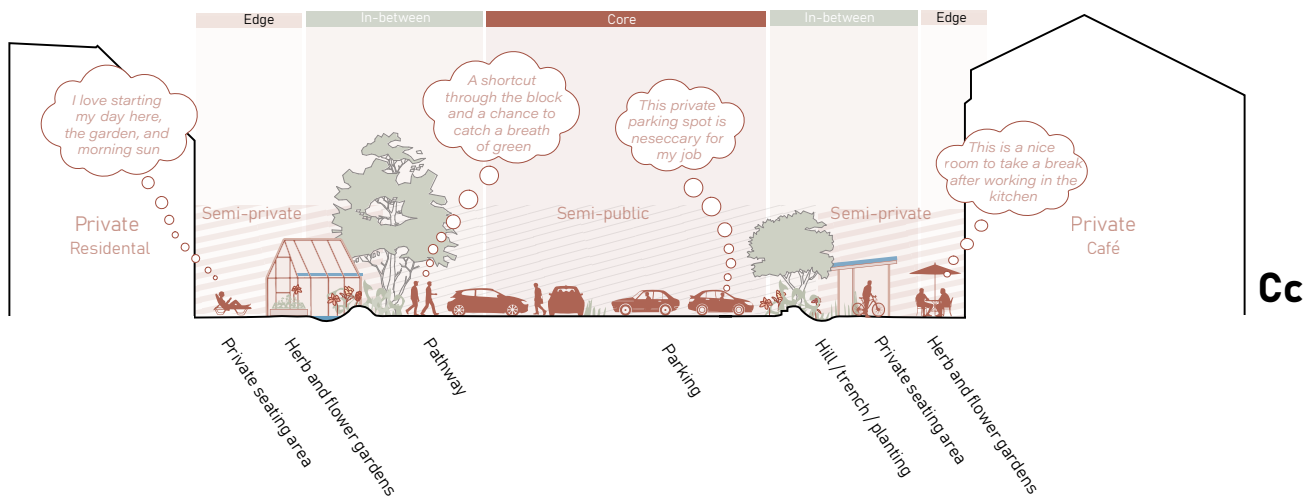 Edge
In-between
Core
In-between
Edge
I love starting
my day here,
the garden, and
morning sun
A shortcut
through the block
and a chance to
catch a breath
of green
This private
parking spot is
neseccary for
my job
This is a nice
room to take a break
after working in the
kitchen
Private
Residental
Semi-private
Semi-public
Semi-private
Private
Café
Cc
Private seating area
Herb and flower gardens
Pathway
Parking
Hill / trench / planting
Private seating area
Herb and flower gardens